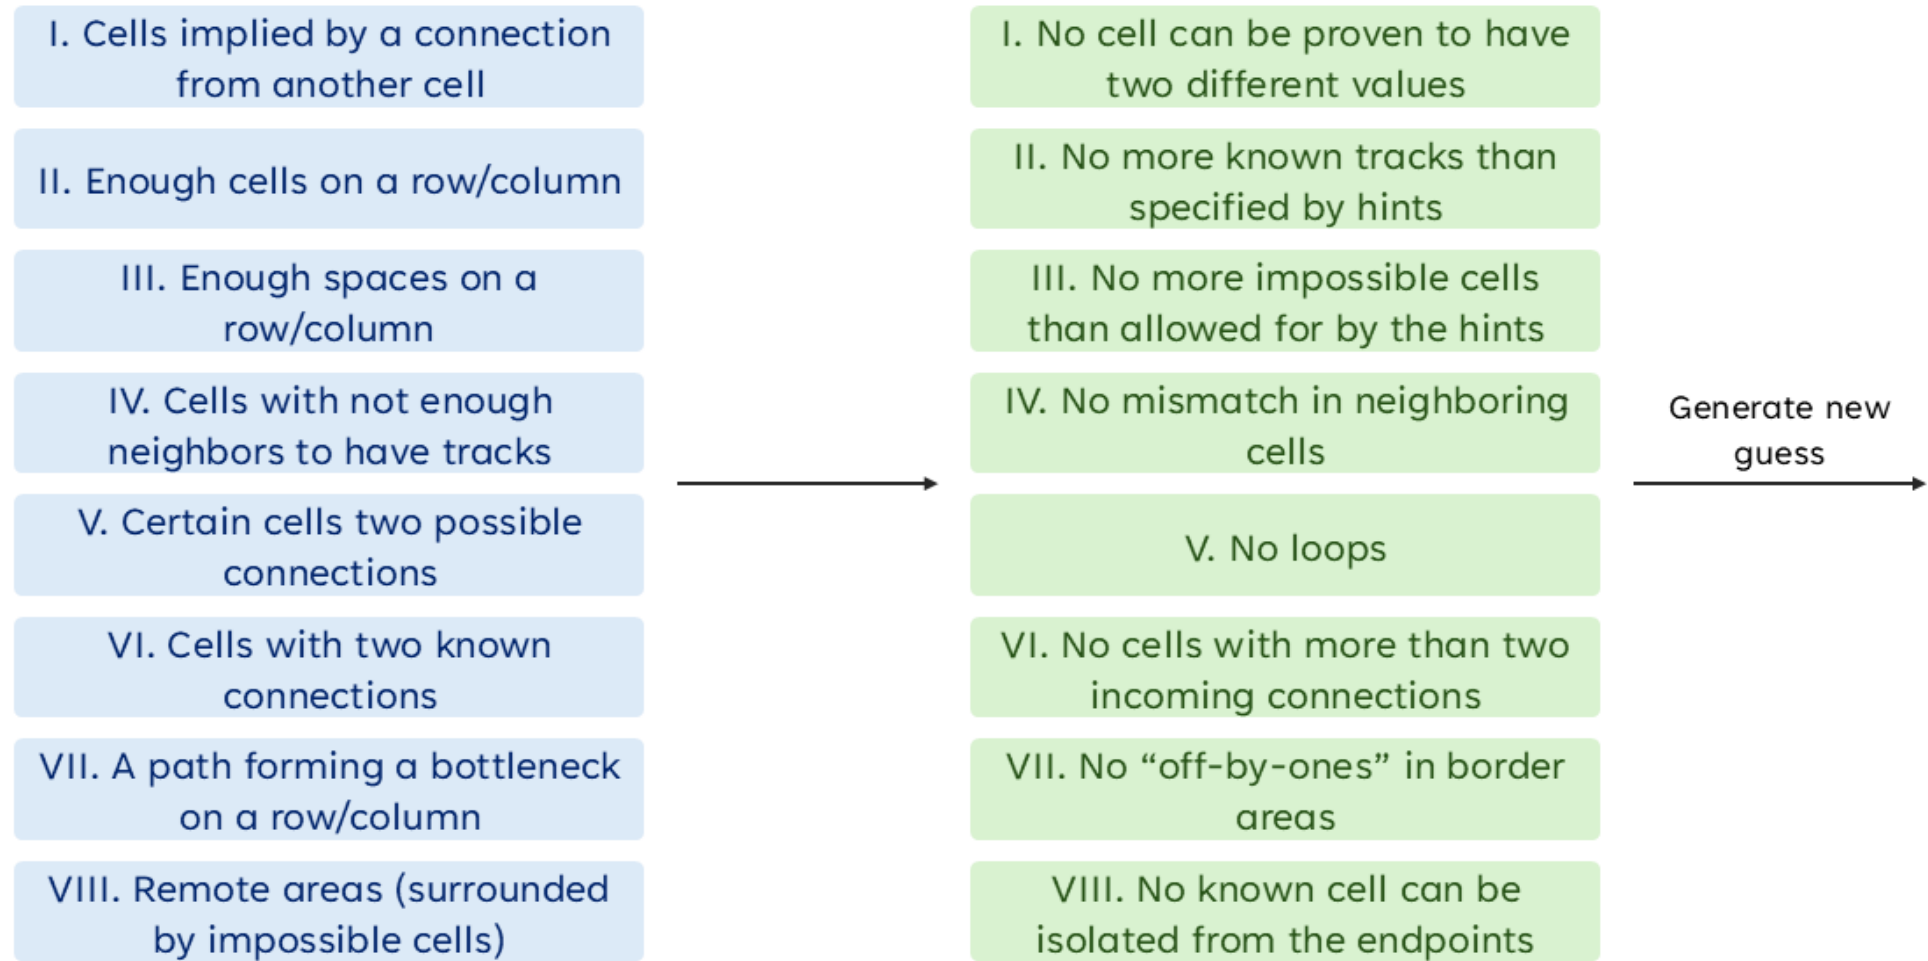 I. Cells implied by a connection
from another cell
II. Enough cells on a row/column
III. Enough spaces on a
row/column
IV. Cells with not enough
neighbors to have tracks
V. Certain cells two possible
connections
VI. Cells with two known
connections
VII. A path forming a bottleneck
on a row/column
VIII. Remote areas (surrounded
by impossible cells)
I. No cell can be proven to have
two different values
II. No more known tracks than
specified by hints
III. No more impossible cells
than allowed for by the hints
IV. No mismatch in neighboring
cells
V. No loops
VI. No cells with more than two
incoming connections
VII. No “off-by-ones” in border
areas
VIII. No known cell can be
isolated from the endpoints
Generate new
guess